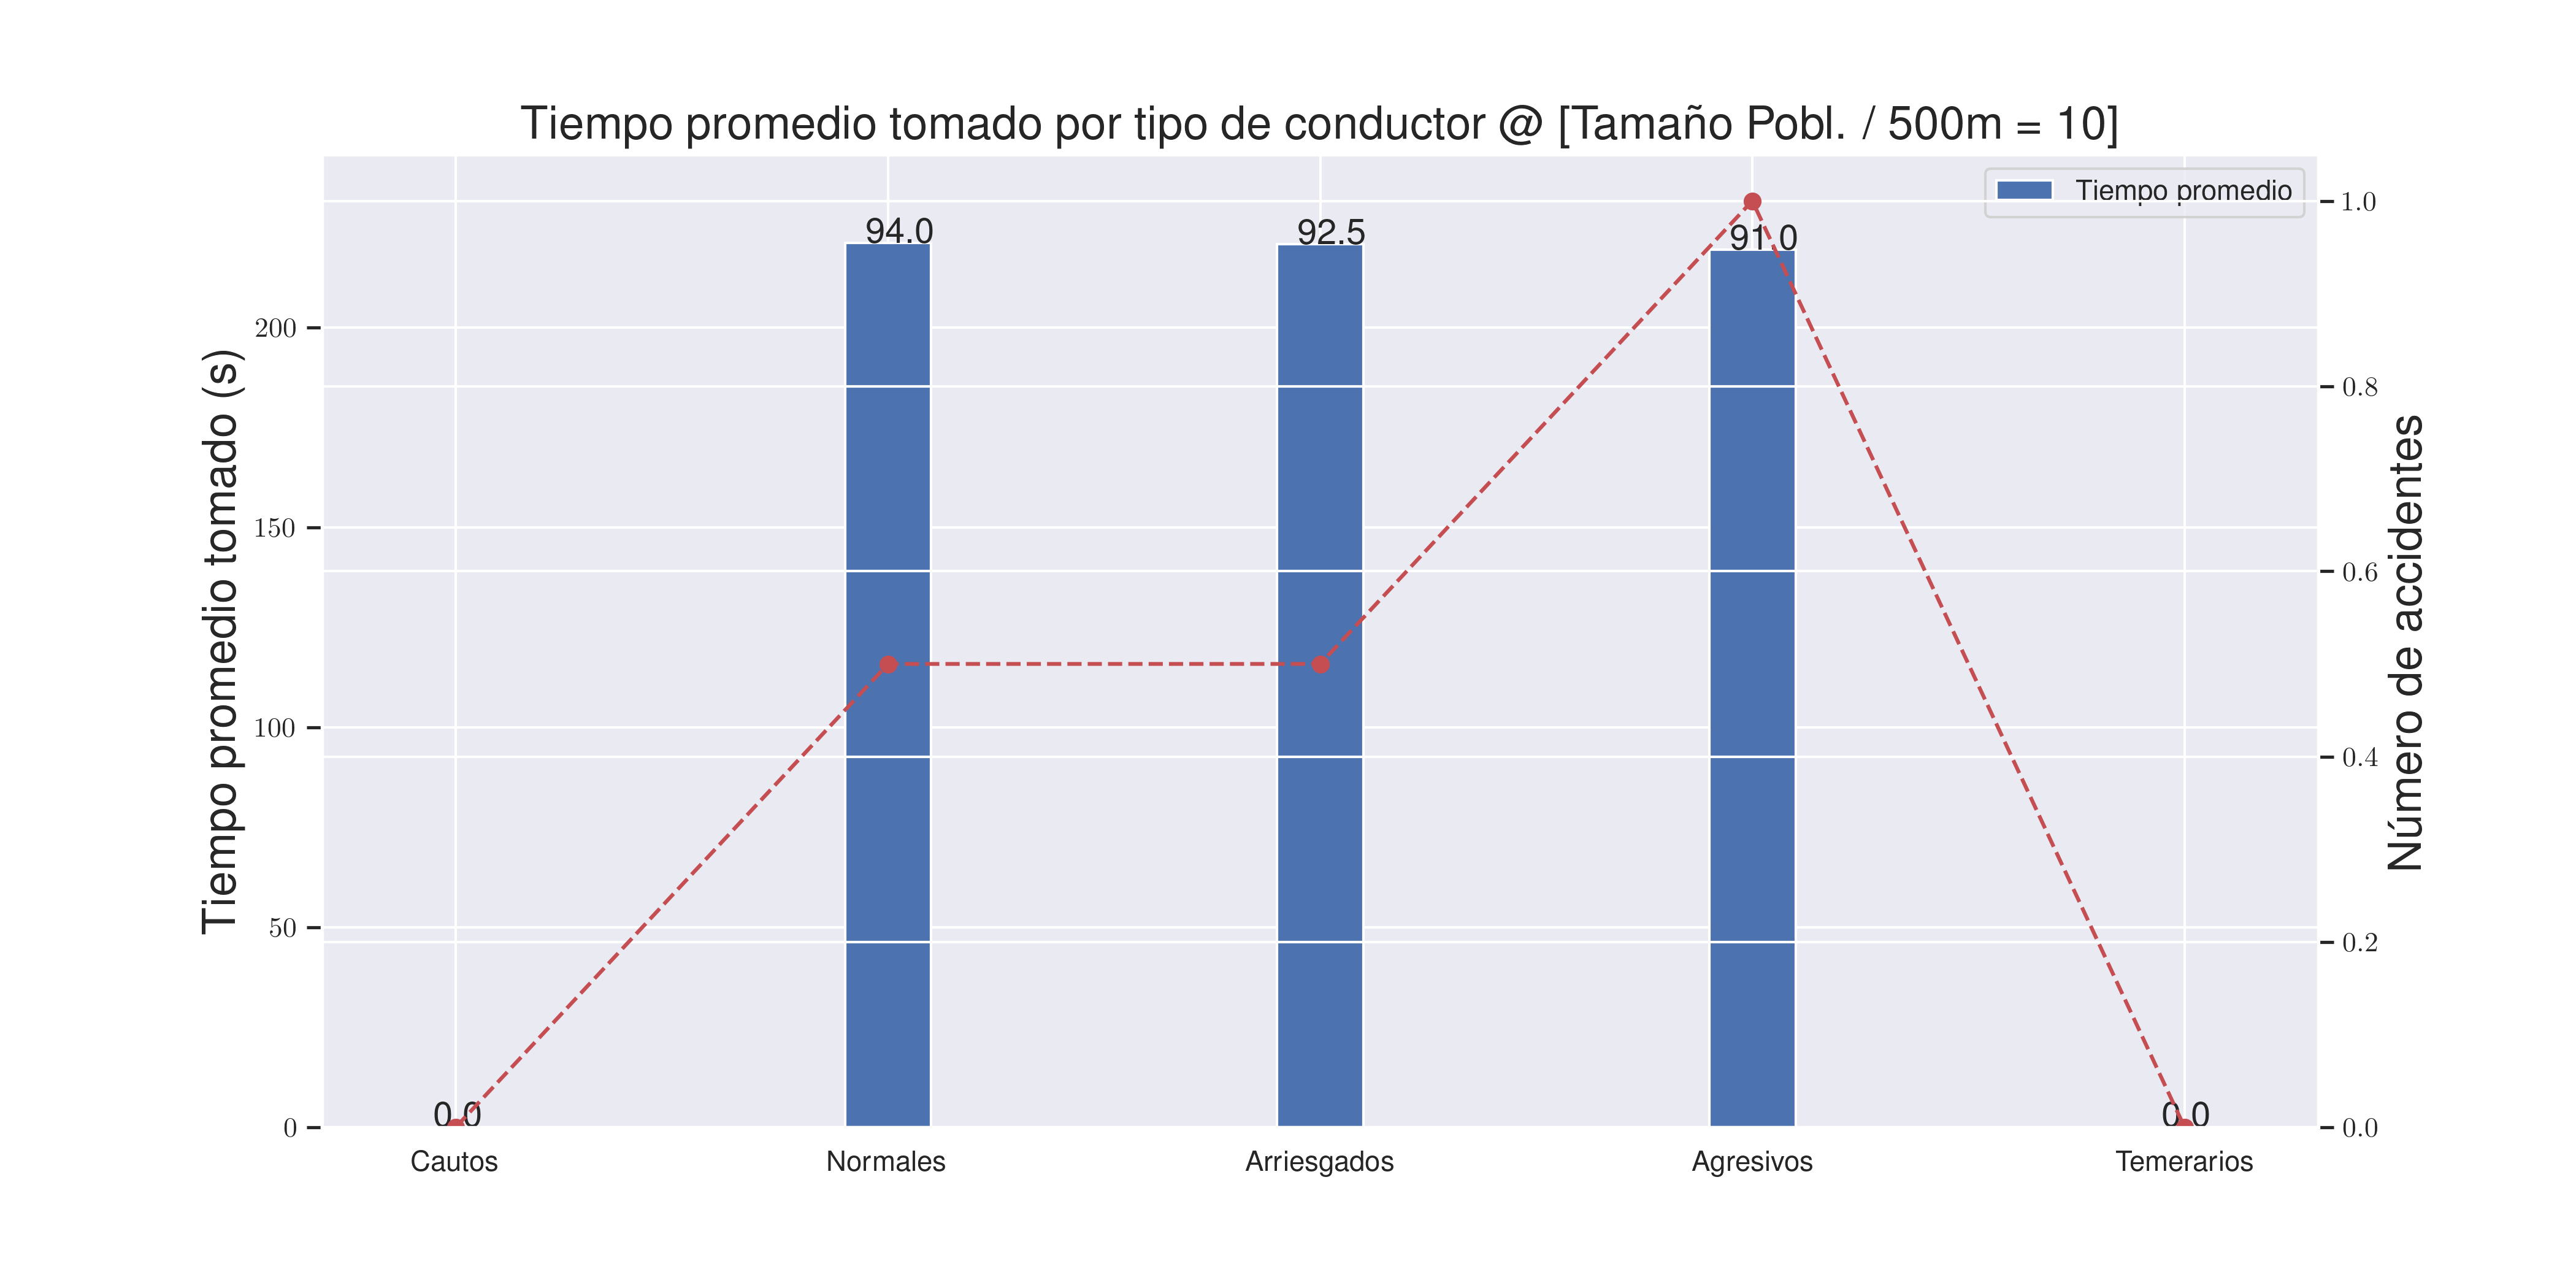 Tiempo promedio tomado por tipo de conductor @ [Tamaño Pobl. / 500m = 10]
Tiempo promedio
Tiempo promedio tomado (s)
200
150
100
50
0
94.0
92.5
91.0
0.0
0.0
1.0
0.8
0.6
0.4
0.2
0.0
Número de accidentes
Cautos
Normales
Arriesgados
Agresivos
Temerarios